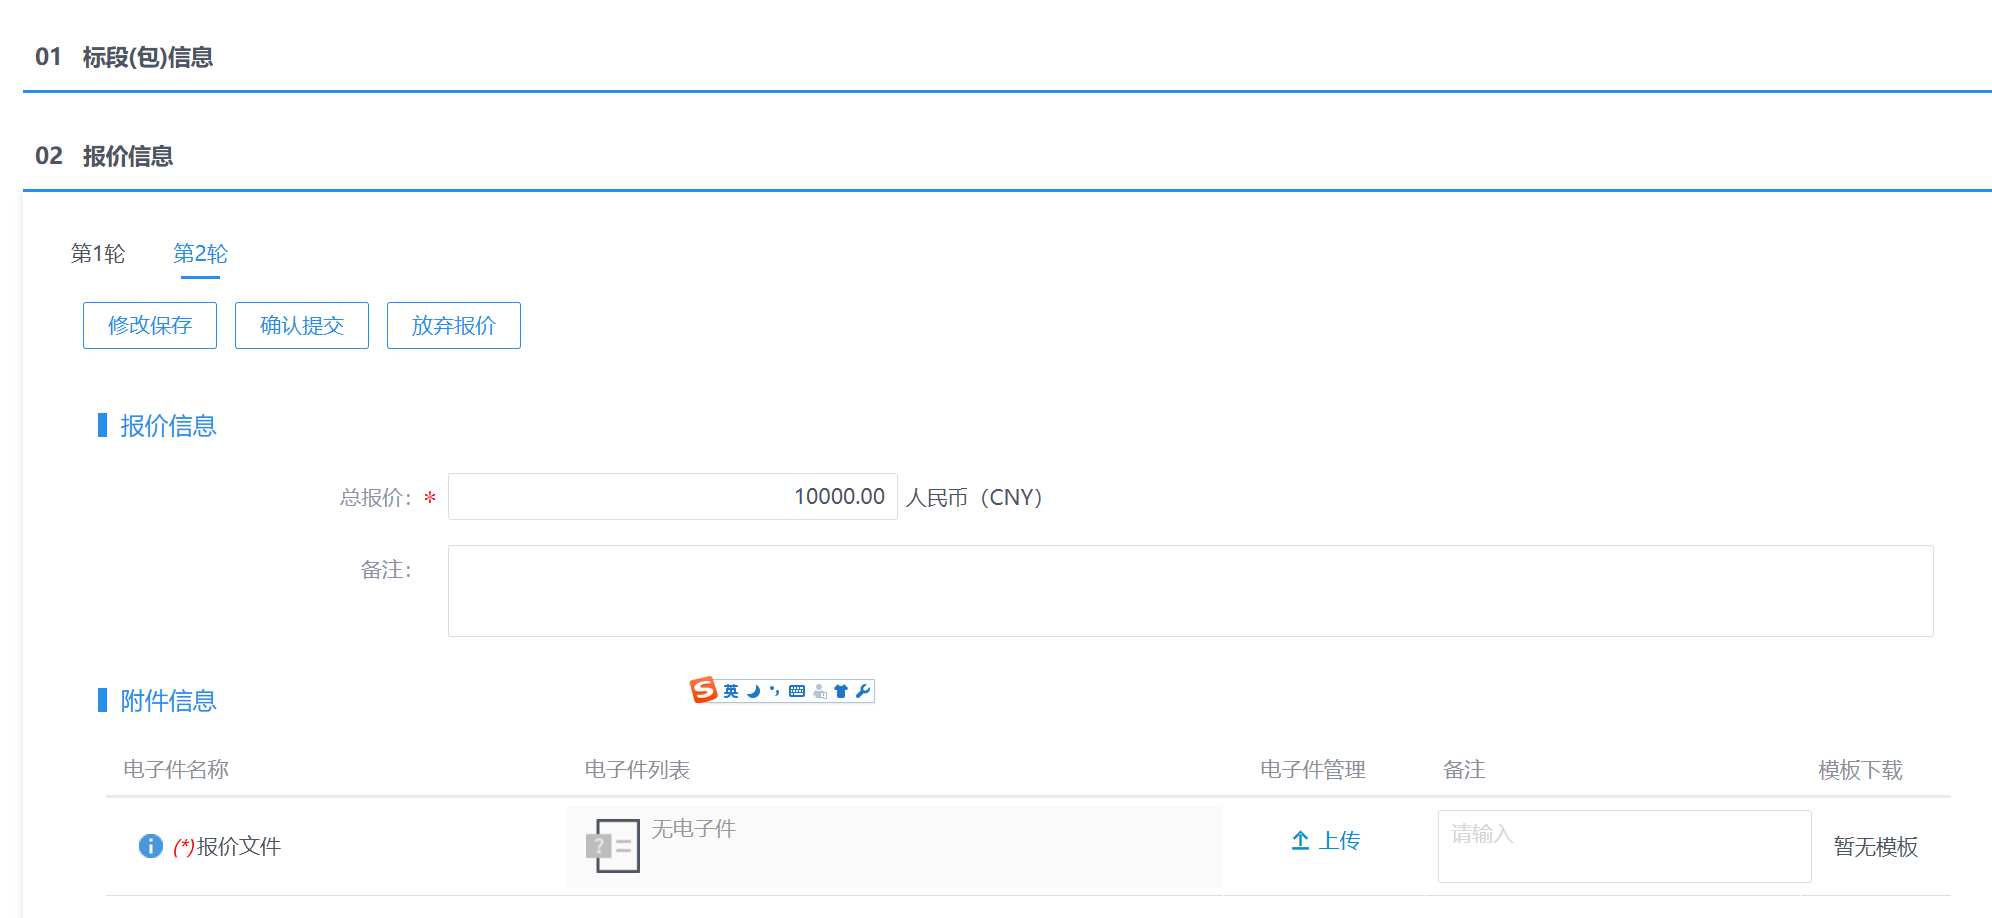 01 标段(包)信息
02 报价信息
第1轮 第2轮
修改保存 确认提交 放弃报价
报价信息
总报价: * 10000.00 人民币（CNY）
备注:
附件信息
S 英
电子件名称 电子件列表 电子件管理 备注 模板下载
(*)报价文件 无电子件 上传 请输入 暂无模板